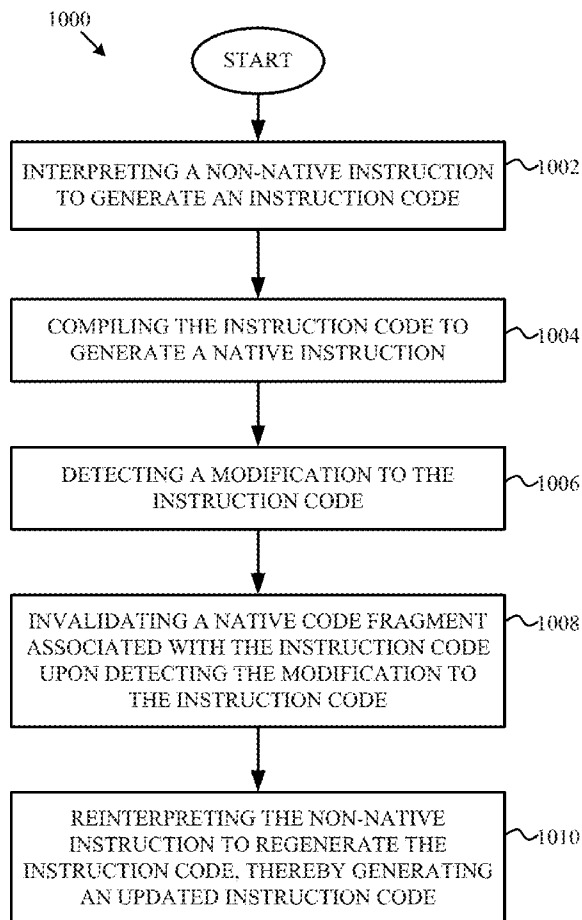 1000
START
INTERPRETING A NON-NATIVE INSTRUCTION
TO GENERATE AN INSTRUCTION CODE
1002
COMPILING THE INSTRUCTION CODE TO
GENERATE A NATIVE INSTRUCTION
1004
DETECTING A MODIFICATION TO THE
INSTRUCTION CODE
1006
INVALIDATING A NATIVE CODE FRAGMENT
ASSOCIATED WITH THE INSTRUCTION CODE
UPON DETECTING THE MODIFICATION TO
THE INSTRUCTION CODE
1008
REINTERPRETING THE NON-NATIVE
INSTRUCTION TO REGENERATE THE
INSTRUCTION CODE, THEREBY GENERATING
AN UPDATED INSTRUCTION CODE
1010